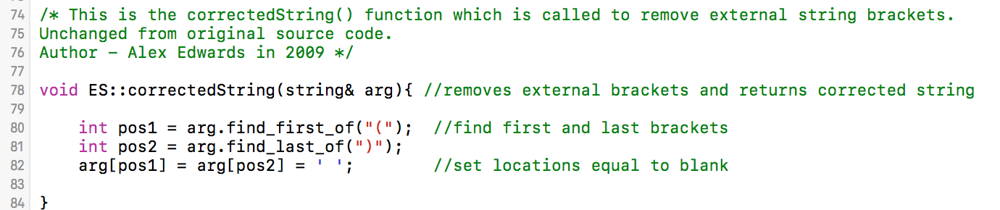 74 /* This is the correctedString() function which is called to remove external string brackets.
75 Unchanged from original source code.
76 Author – Alex Edwards in 2009 */
77
78 void ES::correctedString(string& arg){ //removes external brackets and returns corrected string
79
80     int pos1 = arg.find_first_of("(");  //find first and last brackets
81     int pos2 = arg.find_last_of(")");
82     arg[pos1] = arg[pos2] = ' ';        //set locations equal to blank
83
84 }